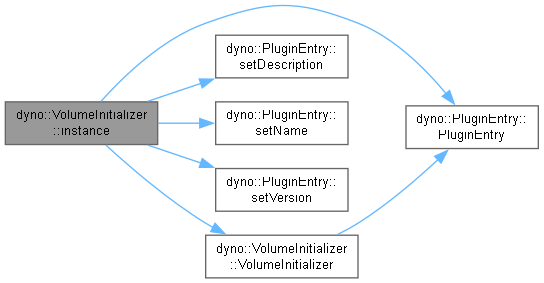 dyno::VolumeInitializer
::instance
dyno::PluginEntry::
setDescription
dyno::PluginEntry::
setName
dyno::PluginEntry::
setVersion
dyno::VolumeInitializer
::VolumeInitializer
dyno::PluginEntry::
PluginEntry